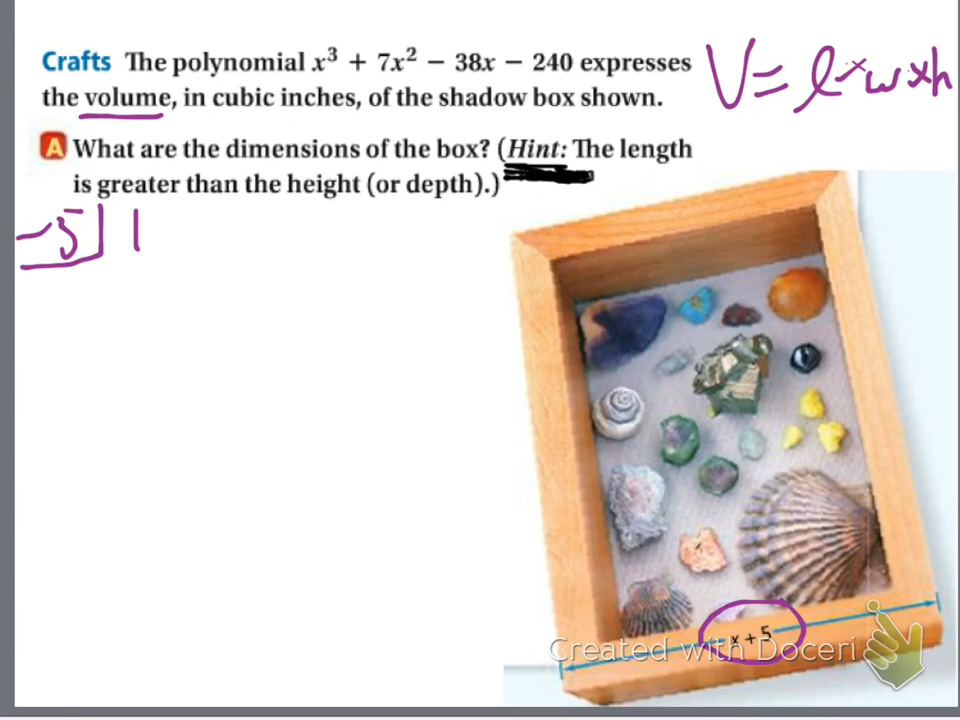 Crafts The polynomial x³ + 7x² − 38x − 240 expresses
the volume, in cubic inches, of the shadow box shown.
V = l × w × h
A What are the dimensions of the box? (Hint: The length
is greater than the height (or depth).)
−5| 1
x + 5
Created with Doceri